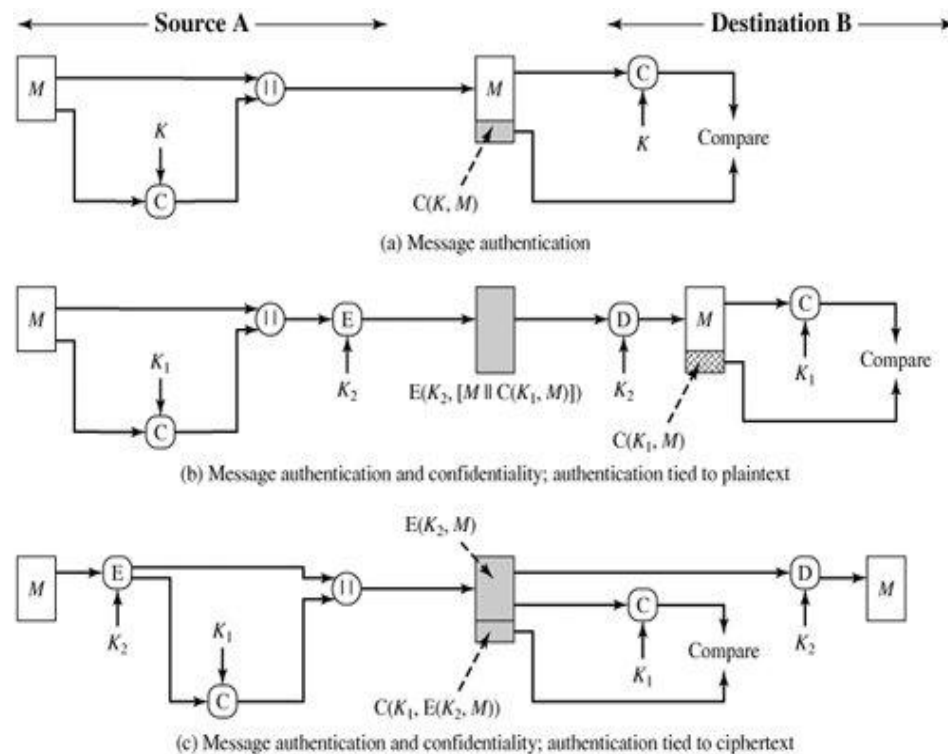 Source A
Destination B
M
||
K
C
M
C(K, M)
C
K
Compare
(a) Message authentication
M
||
E
K1
K2
C
E(K2, [M || C(K1, M)])
D
K2
M
C(K1, M)
C
K1
Compare
(b) Message authentication and confidentiality; authentication tied to plaintext
M
E
K2
K1
C
||
E(K2, M)
C(K1, E(K2, M))
C
K1
Compare
D
K2
M
(c) Message authentication and confidentiality; authentication tied to ciphertext